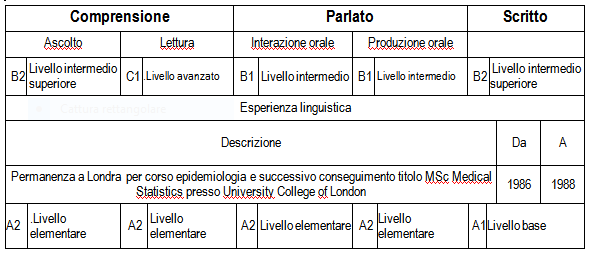 Comprensione Parlato Scritto
Ascolto Lettura Interazione orale Produzione orale
B2 Livello intermedio superiore C1 .Livello avanzato B1 Livello intermedio B1 Livello intermedio B2 Livello intermedio superiore
Esperienza linguistica
Descrizione Da A
Permanenza a Londra per corso epidemiologia e successivo conseguimento titolo MSc Medical
Statistics presso University College of London 1986 1988
A2 .Livello elementare A2 Livello elementare A2 Livello elementare A2 Livello elementare A1 Livello base